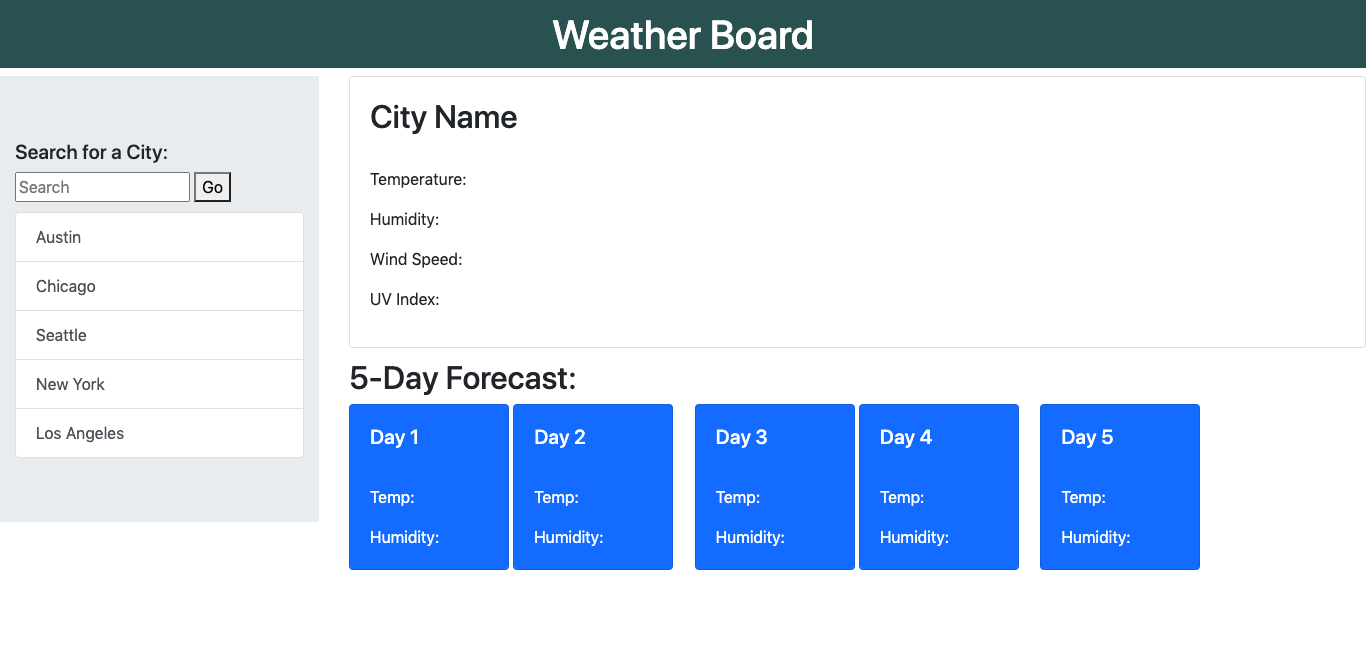 Weather Board
Search for a City:
Search Go
Austin
Chicago
Seattle
New York
Los Angeles
City Name
Temperature:
Humidity:
Wind Speed:
UV Index:
5-Day Forecast:
Day 1
Temp:
Humidity:
Day 2
Temp:
Humidity:
Day 3
Temp:
Humidity:
Day 4
Temp:
Humidity:
Day 5
Temp:
Humidity: